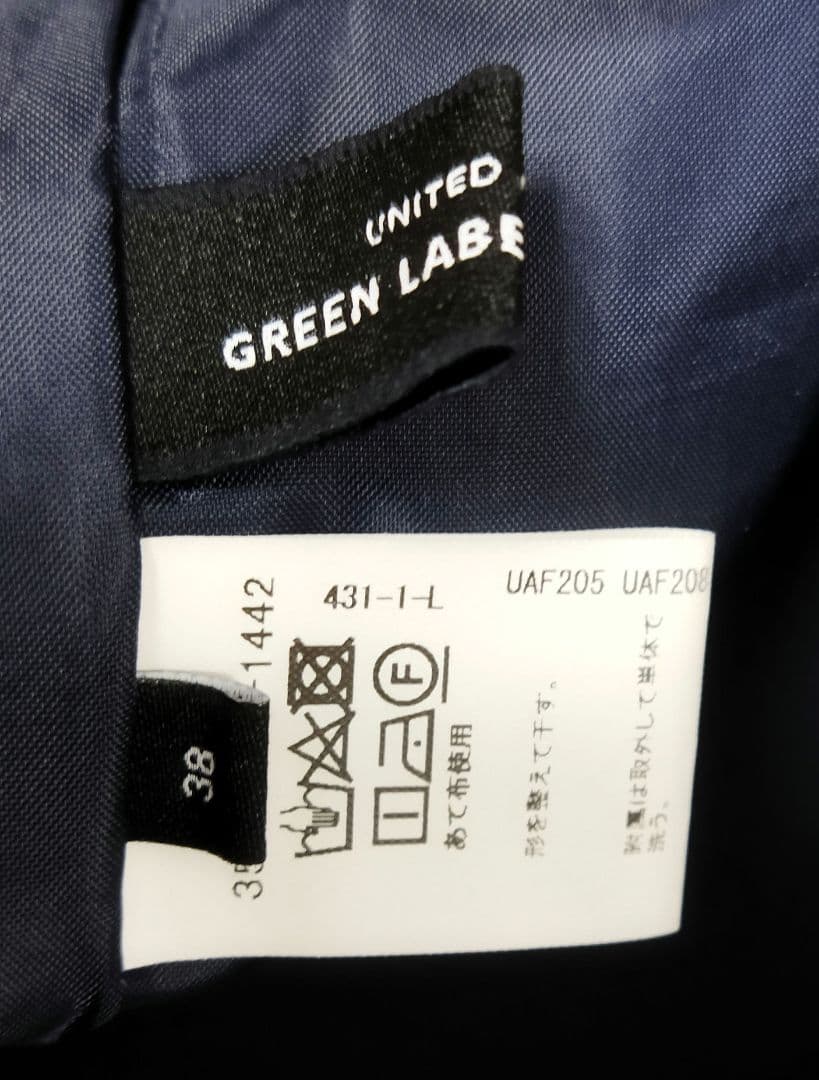 UNITED
GREEN LABE
431-1-L
UAF205 UAF208
-1442
35
38
F
あて布使用
形を整えて干す。
附属は取外して単体で
洗う。